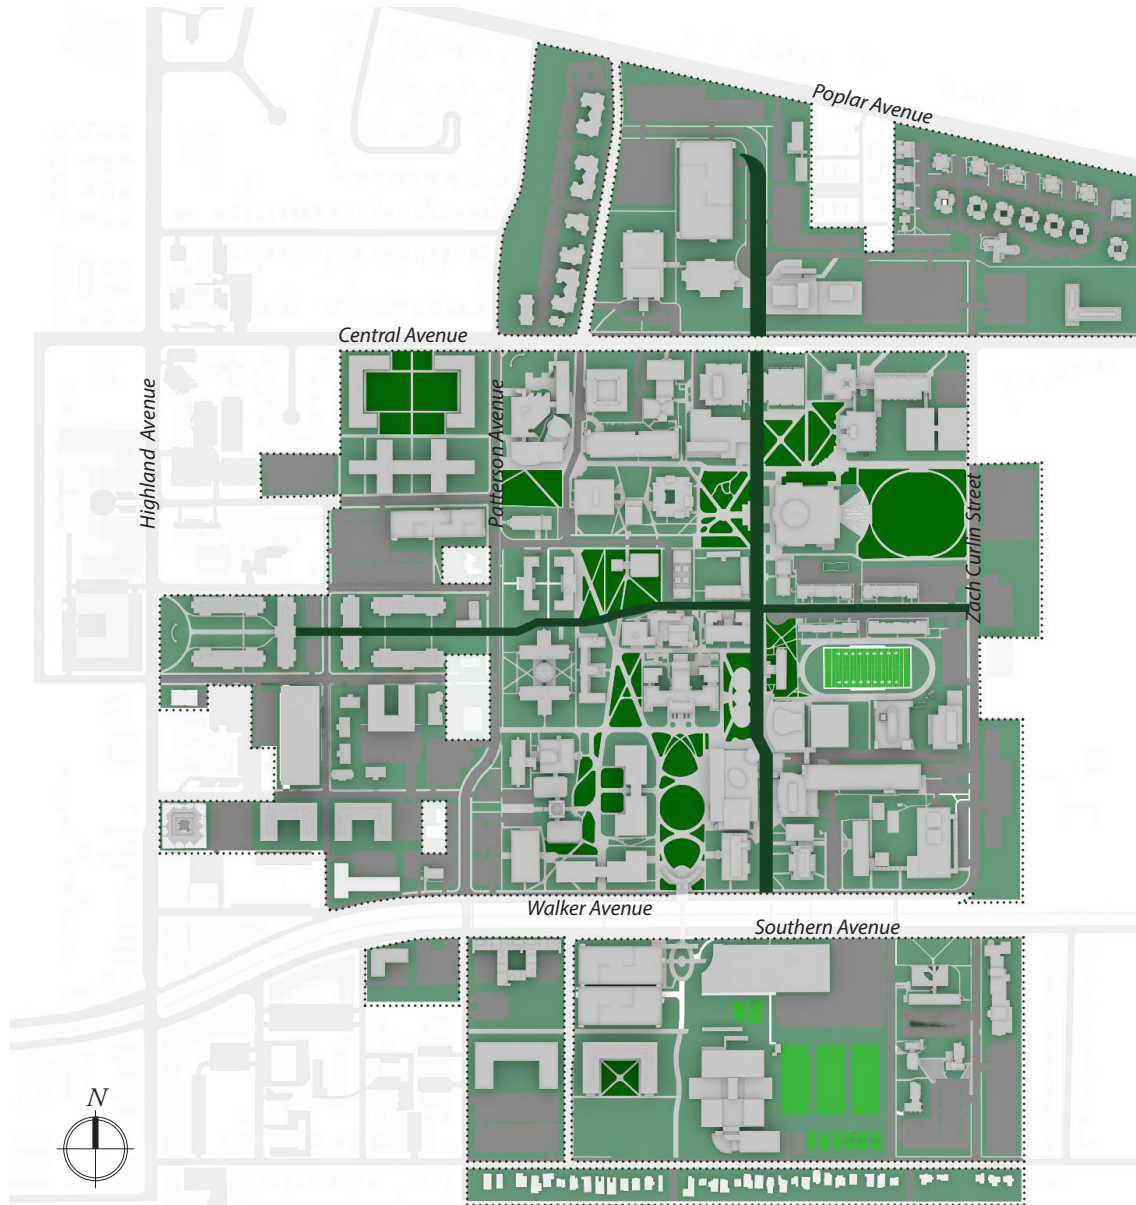 Poplar Avenue
Central Avenue
Highland Avenue
Patterson Avenue
Zach Curlin Street
Walker Avenue
Southern Avenue
N